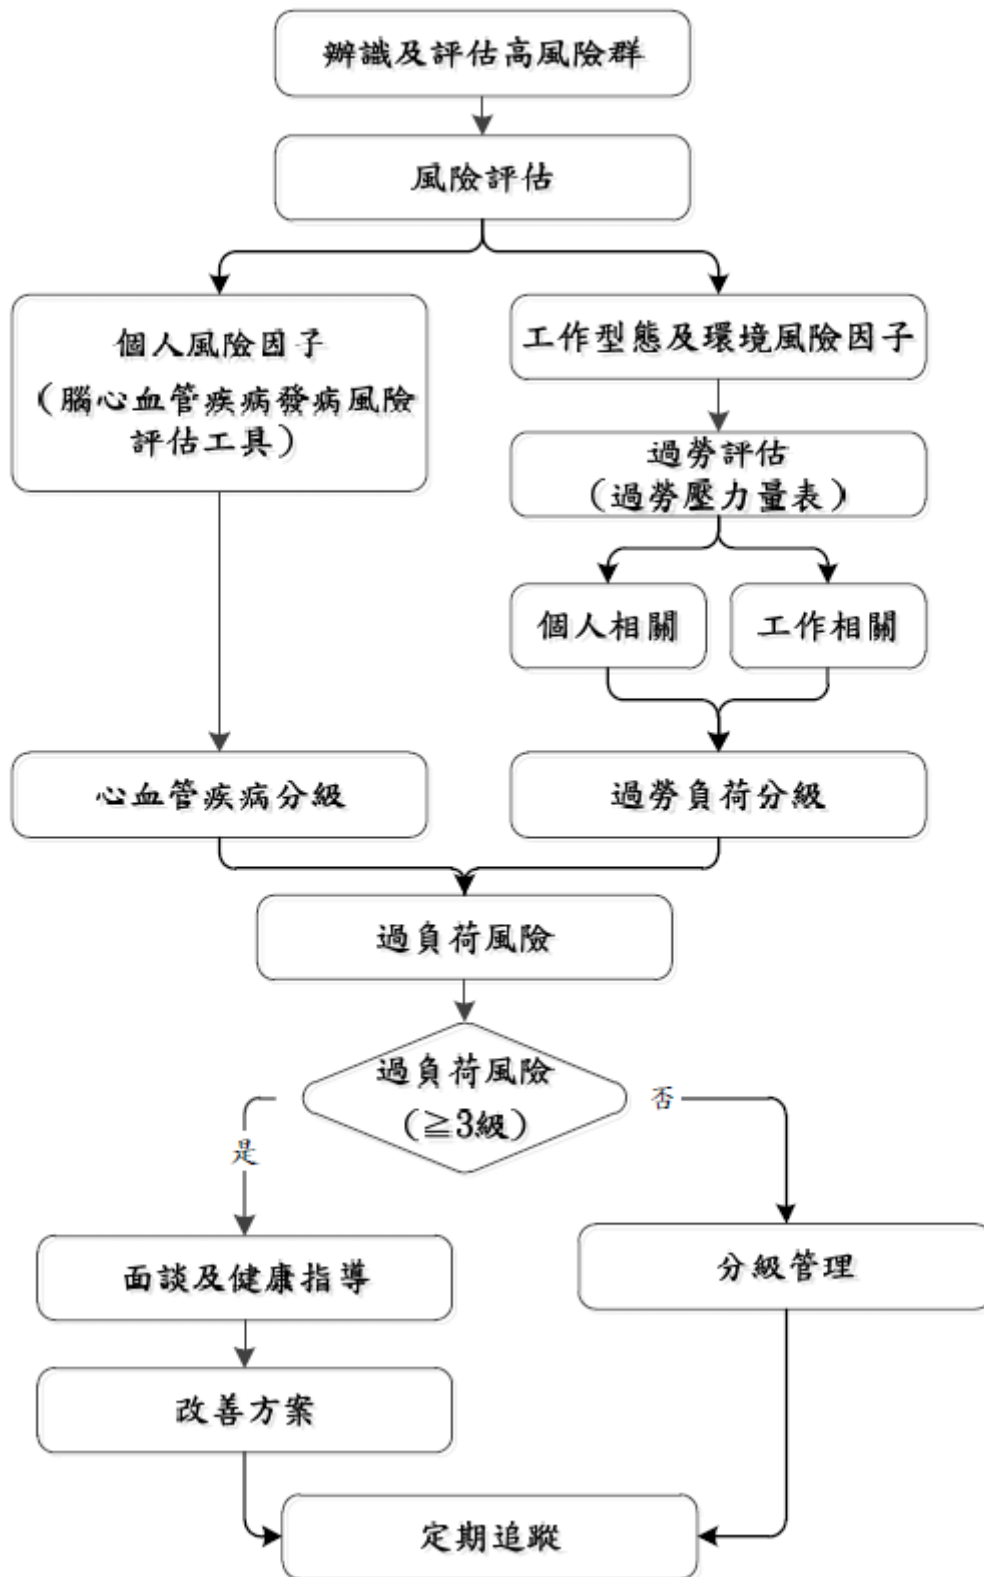 辦識及評估高風險群
風險評估
個人風險因子
（腦心血管疾病發病風險
評估工具）
工作型態及環境風險因子
過勞評估
（過勞壓力量表）
個人相關
工作相關
心血管疾病分級
過勞負荷分級
過負荷風險
過負荷風險
（≧3級）
是
否
面談及健康指導
分級管理
改善方案
定期追蹤